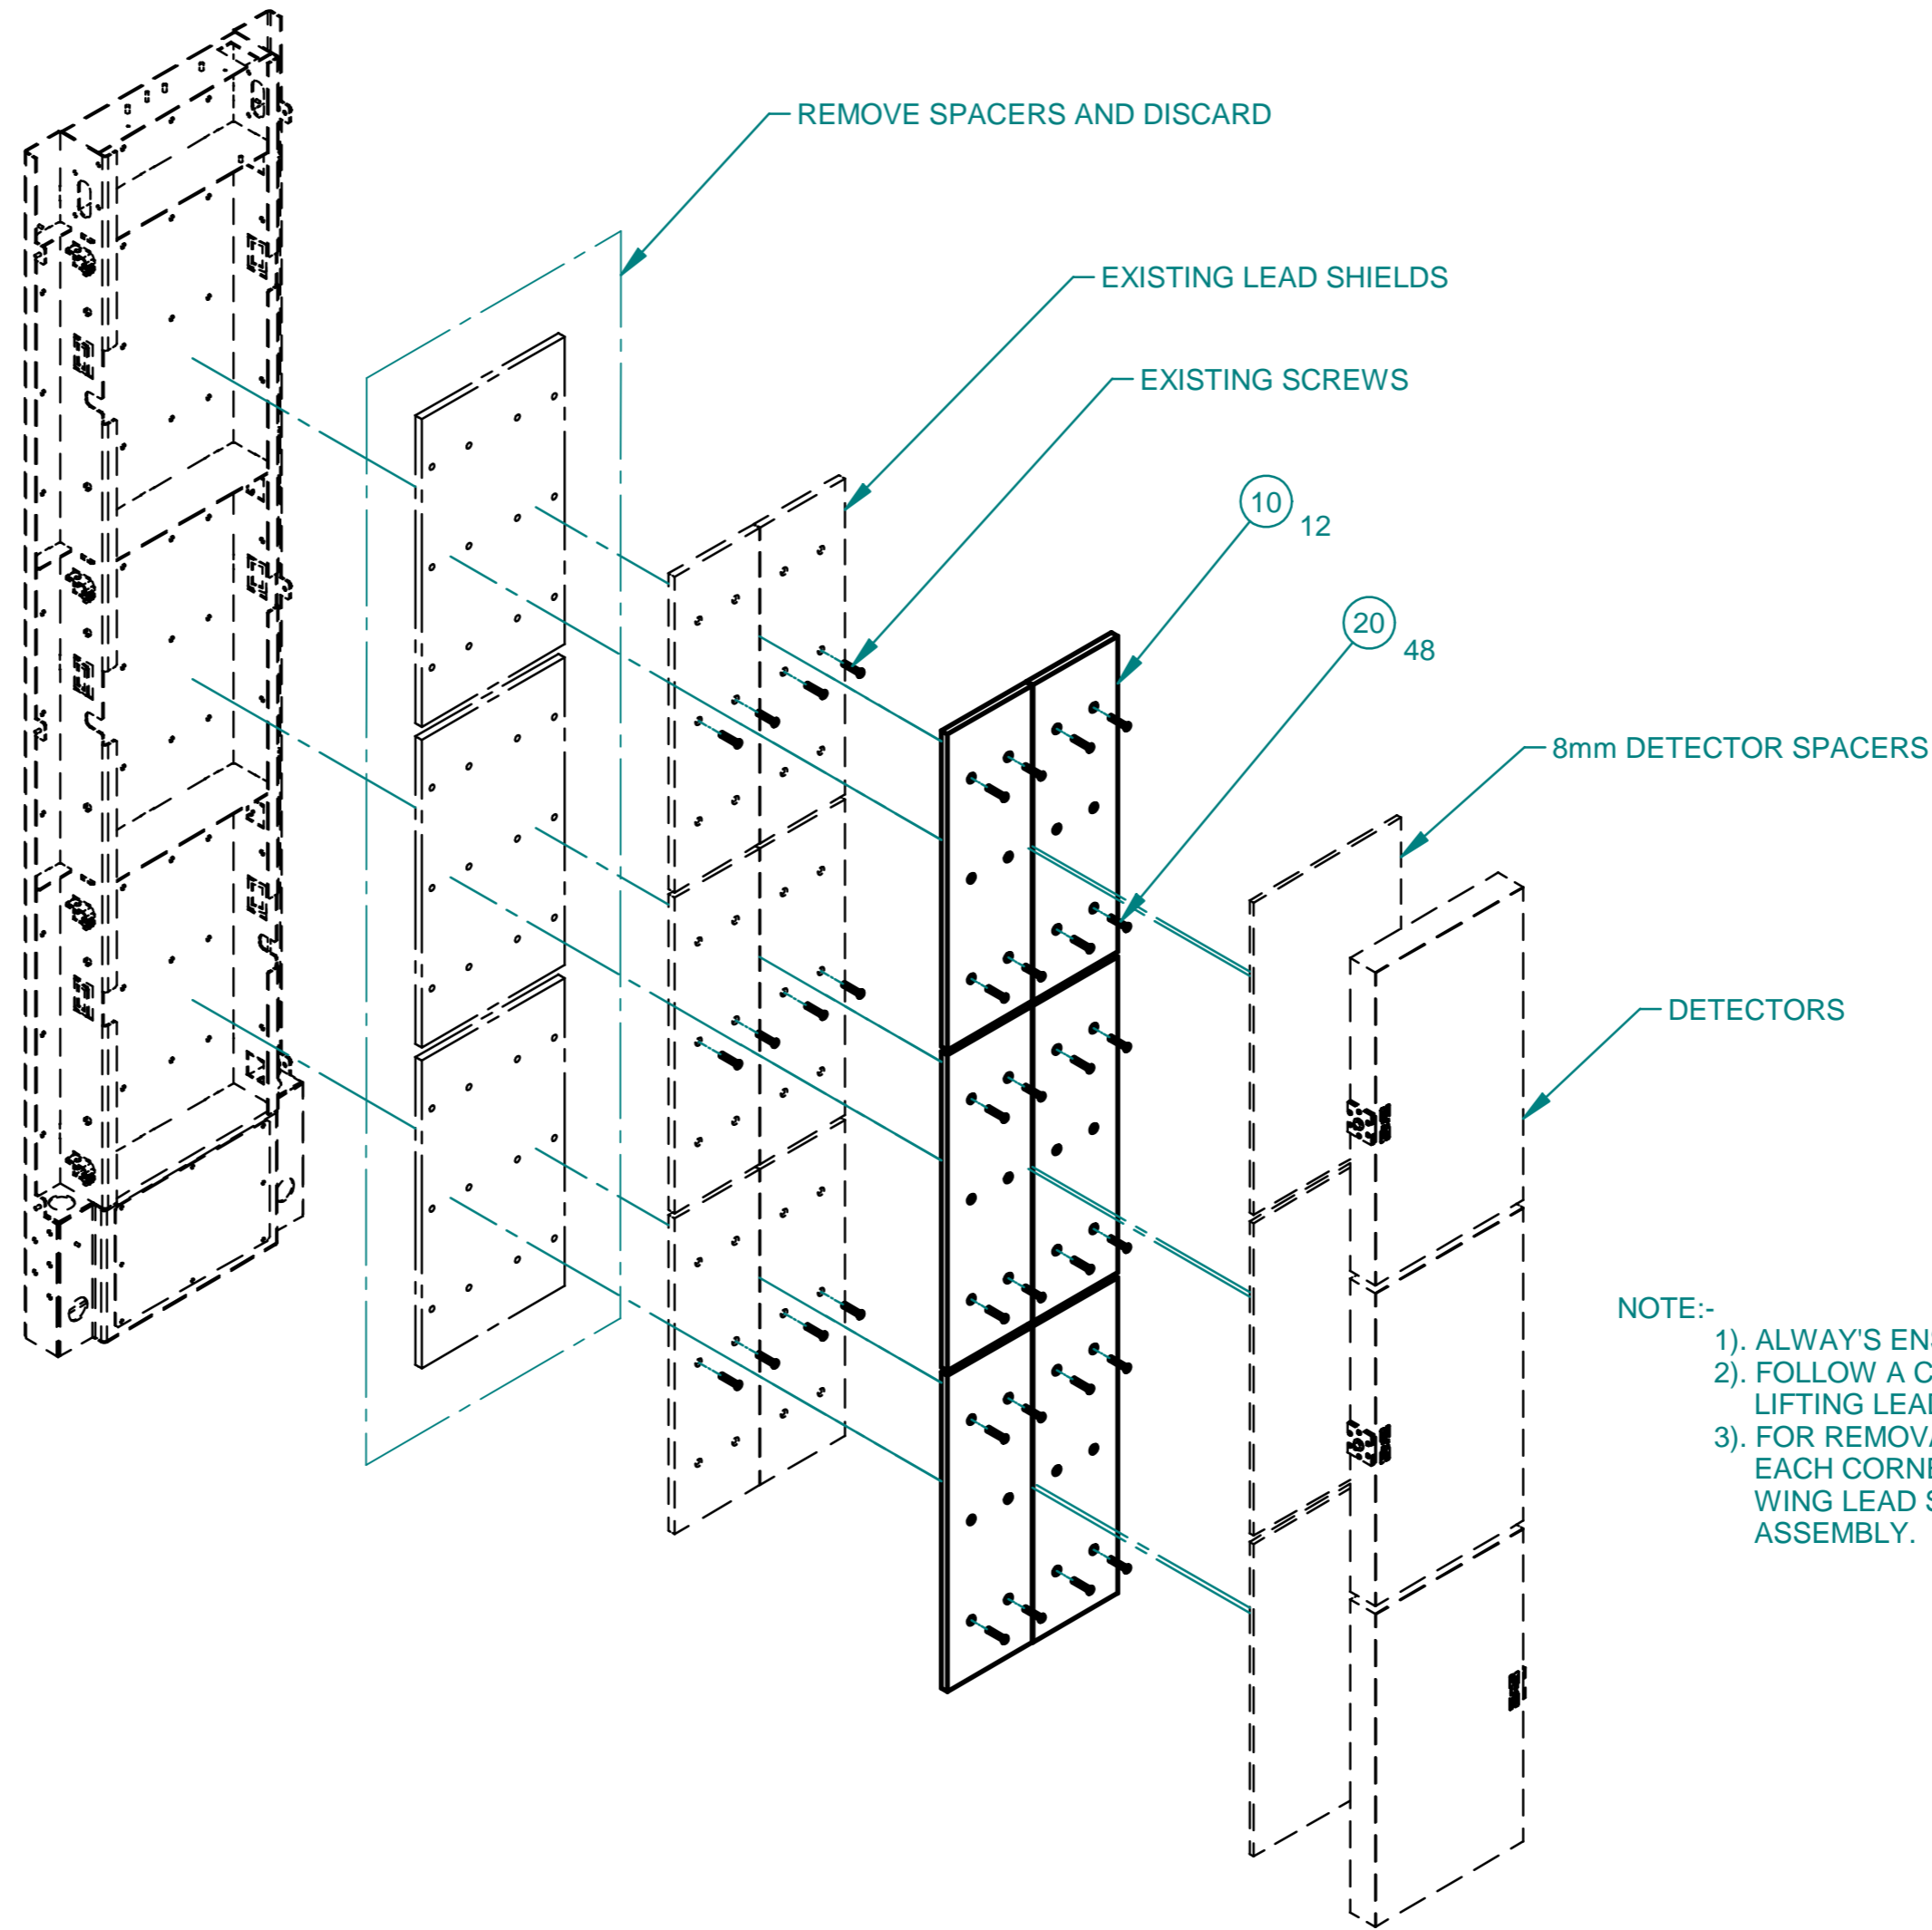 REMOVE SPACERS AND DISCARD
EXISTING LEAD SHIELDS
EXISTING SCREWS
10
12
20
48
8mm DETECTOR SPACERS
DETECTORS
NOTE:-
1). ALWAY'S
2). FOLLOW A
LIFTING
3). FOR
EACH
WING LEAD
ASSEMBLY.